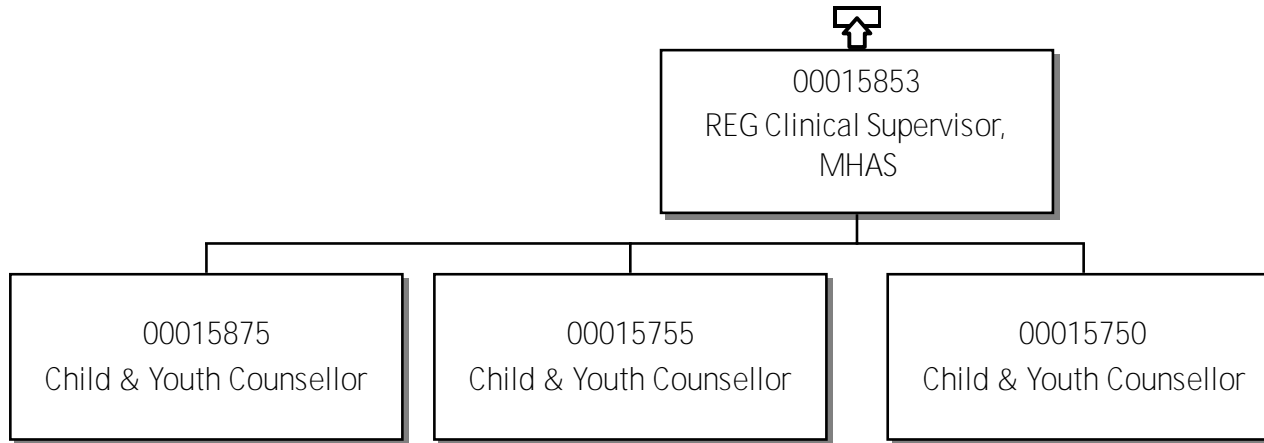 00015853
REG Clinical Supervisor,
MHAS
00015875
Child & Youth Counsellor
00015755
Child & Youth Counsellor
00015750
Child & Youth Counsellor